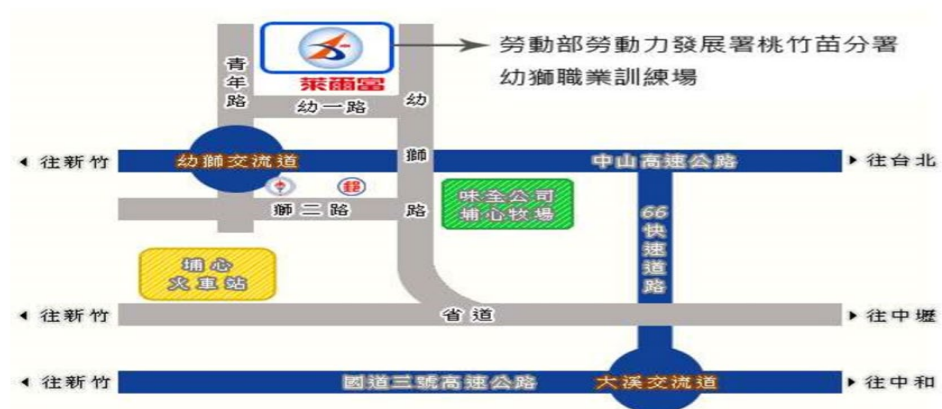 勞動部勞動力發展署桃竹苗分署
幼獅職業訓練場
萊爾富
青年路
幼一路
幼獅路
往新竹
幼獅交流道
中山高速公路
往台北
郵
獅二路
味全公司
埔心牧場
66快速道路
埔心
火車站
往新竹
省道
往中壢
往新竹
國道三號高速公路
大溪交流道
往中和